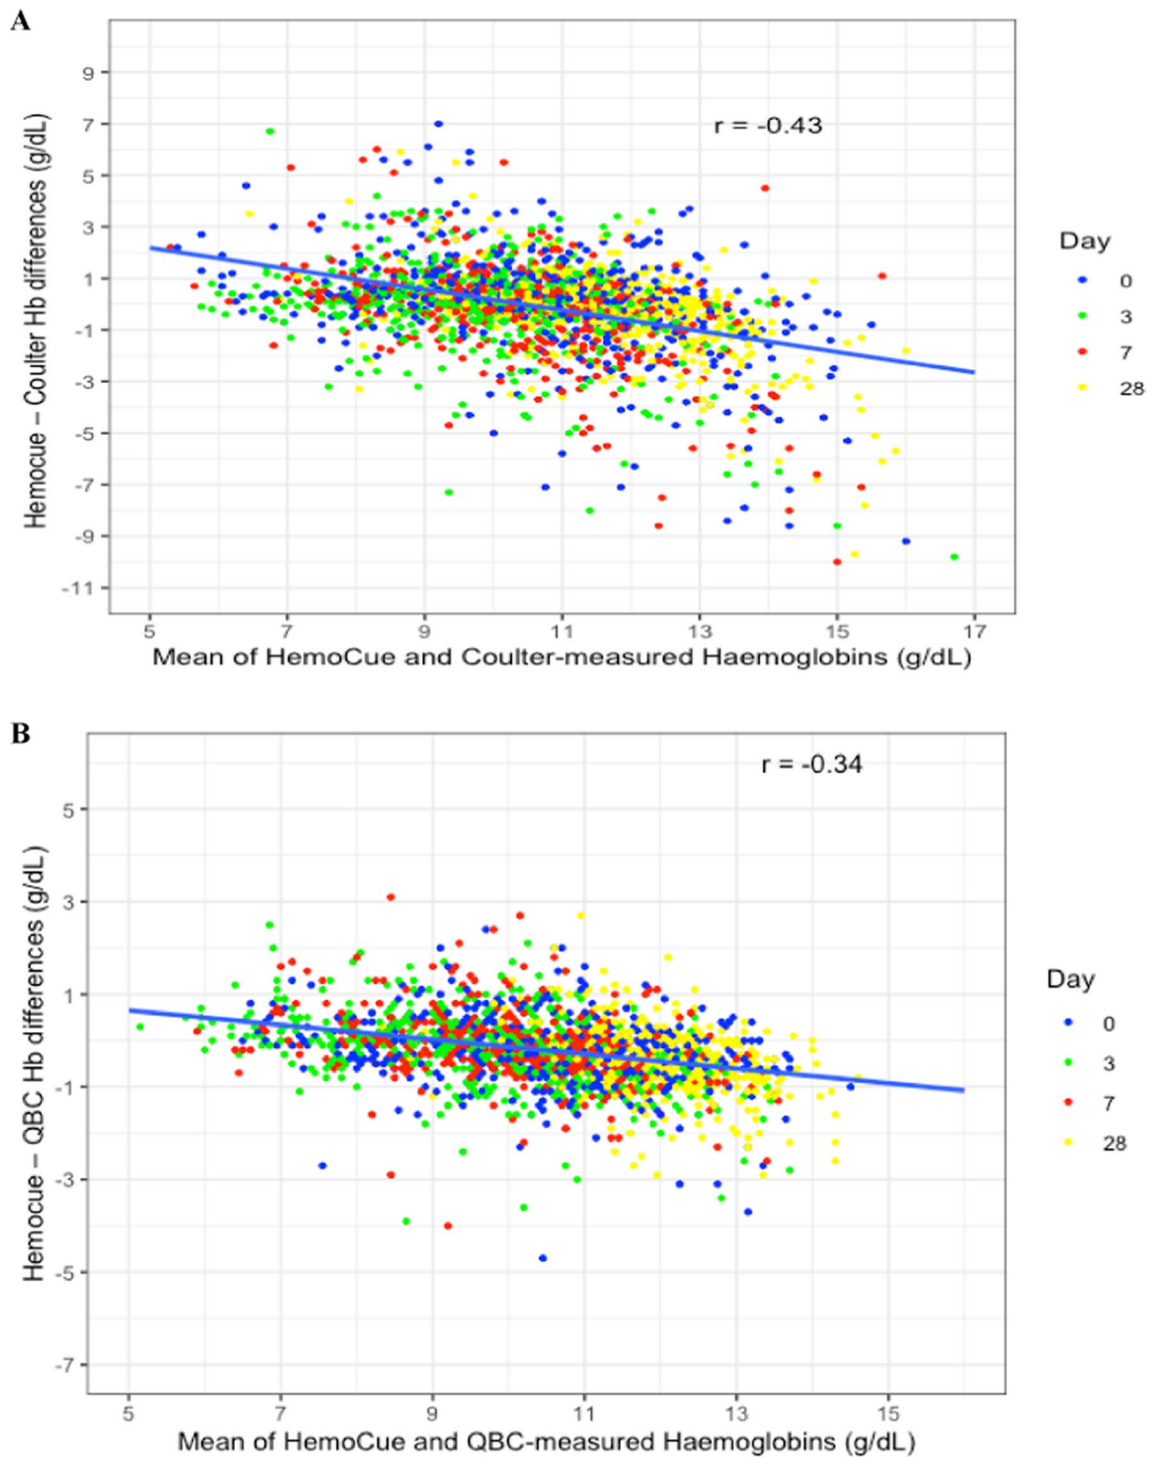 A
r = -0.43
Hemocue – Coulter Hb differences (g/dL)
9
7
5
3
1
-1
-3
-5
-7
-9
-11
5 7 9 11 13 15 17
Mean of HemoCue and Coulter-measured Haemoglobins (g/dL)
Day
0
3
7
28
B
r = -0.34
Hemocue – QBC Hb differences (g/dL)
5
3
1
-1
-3
-5
-7
5 7 9 11 13 15
Mean of HemoCue and QBC-measured Haemoglobins (g/dL)
Day
0
3
7
28